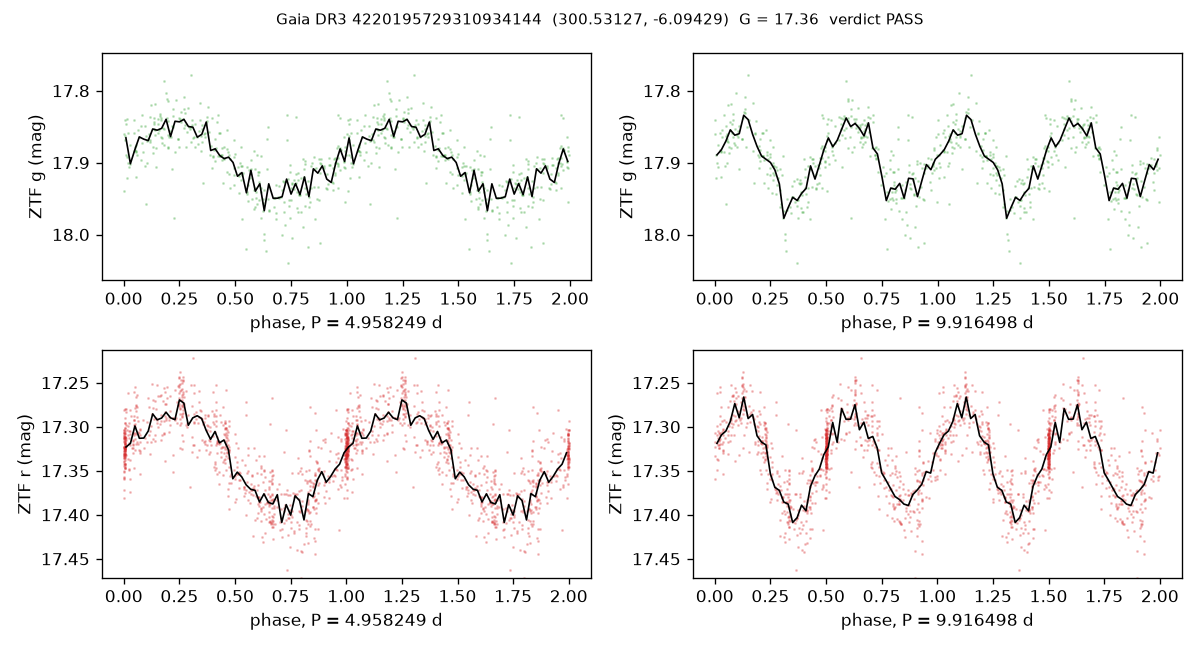 Gaia DR3 4220195729310934144  (300.53127, -6.09429)  G = 17.36  verdict PASS
ZTF g (mag)
17.8
17.9
18.0
0.00 0.25 0.50 0.75 1.00 1.25 1.50 1.75 2.00
phase, P = 4.958249 d
ZTF g (mag)
17.8
17.9
18.0
0.00 0.25 0.50 0.75 1.00 1.25 1.50 1.75 2.00
phase, P = 9.916498 d
ZTF r (mag)
17.25
17.30
17.35
17.40
17.45
0.00 0.25 0.50 0.75 1.00 1.25 1.50 1.75 2.00
phase, P = 4.958249 d
ZTF r (mag)
17.25
17.30
17.35
17.40
17.45
0.00 0.25 0.50 0.75 1.00 1.25 1.50 1.75 2.00
phase, P = 9.916498 d